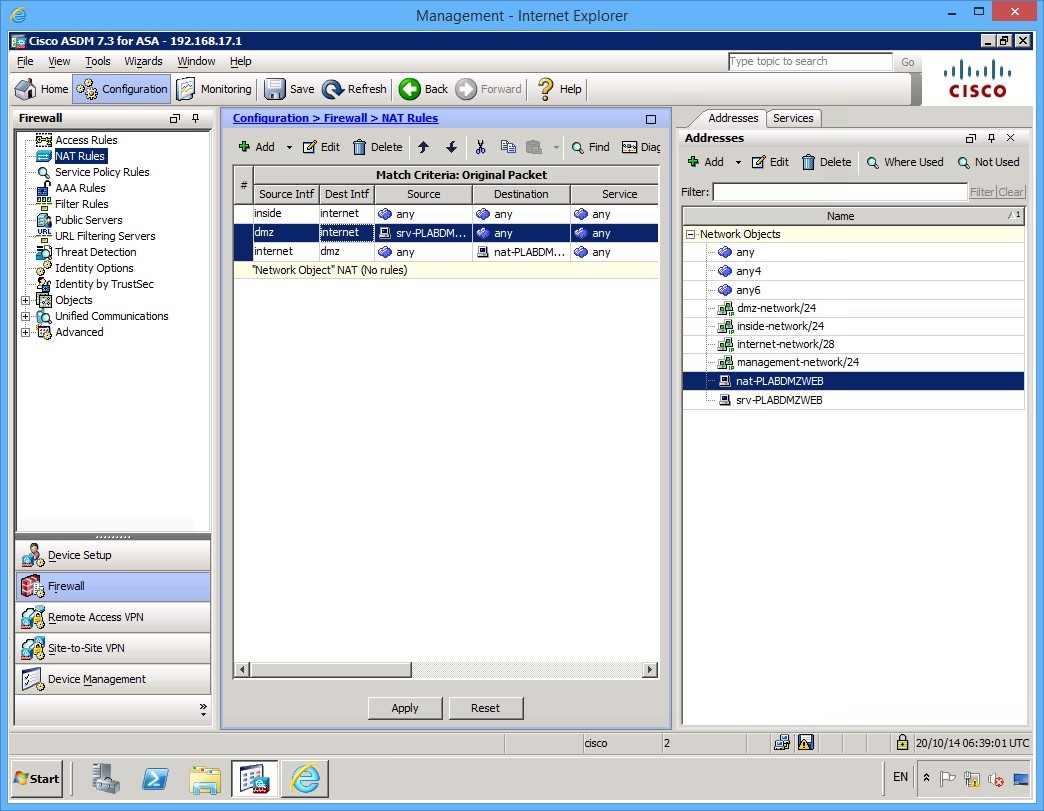 Management - Internet Explorer
Cisco ASDM 7.3 for ASA - 192.168.17.1
File View Tools Wizards Window Help
Type topic to search Go
Home Configuration Monitoring Save Refresh Back Forward Help
CISCO
Firewall
Access Rules
NAT Rules
Service Policy Rules
AAA Rules
Filter Rules
Public Servers
URL Filtering Servers
Threat Detection
Identity Options
Identity by TrustSec
Objects
Unified Communications
Advanced
Device Setup
Firewall
Remote Access VPN
Site-to-Site VPN
Device Management
Configuration > Firewall > NAT Rules
Add Edit Delete Find Diag
Match Criteria: Original Packet
# Source Intf Dest Intf Source Destination Service
inside internet any any any
dmz internet srv-PLABDM... any any
internet dmz any nat-PLABDM... any
"Network Object" NAT (No rules)
Apply Reset
Addresses Services
Addresses
Add Edit Delete Where Used Not Used
Filter: Filter Clear
Name 1
Network Objects
any
any4
any6
dmz-network/24
inside-network/24
internet-network/28
management-network/24
nat-PLABDMZWEB
srv-PLABDMZWEB
cisco 2 20/10/14 06:39:01 UTC
Start EN